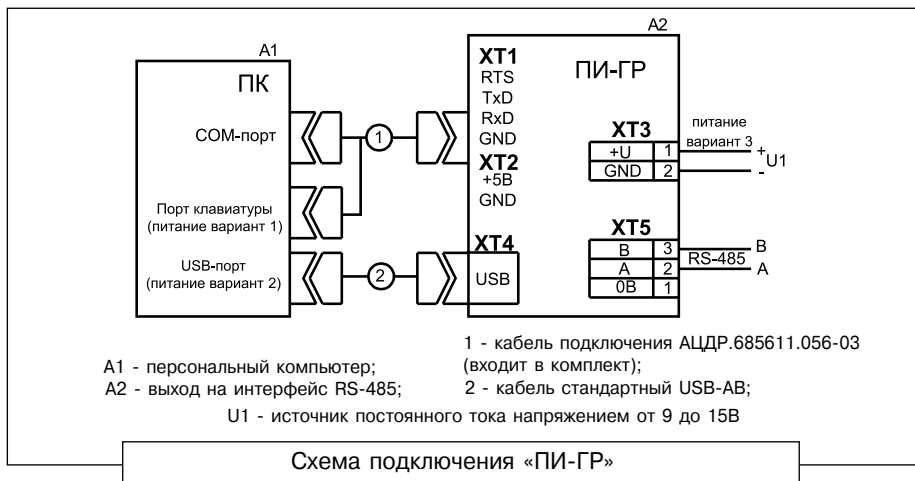 A1
ПК
COM-порт
Порт клавиатуры
(питание вариант 1)
USB-порт
(питание вариант 2)
1
2
A2
XT1
RTS
TxD
RxD
GND
XT2
+5В
GND
XT4
USB
ПИ-ГР
XT3
+U 1
GND 2
питание
вариант 3
+
U1
-
XT5
B 3
A 2
0В 1
B
RS-485
A
A1 - персональный компьютер;
A2 - выход на интерфейс RS-485;
1 - кабель подключения АЦДР.685611.056-03
(входит в комплект);
2 - кабель стандартный USB-AB;
U1 - источник постоянного тока напряжением от 9 до 15В
Схема подключения «ПИ-ГР»